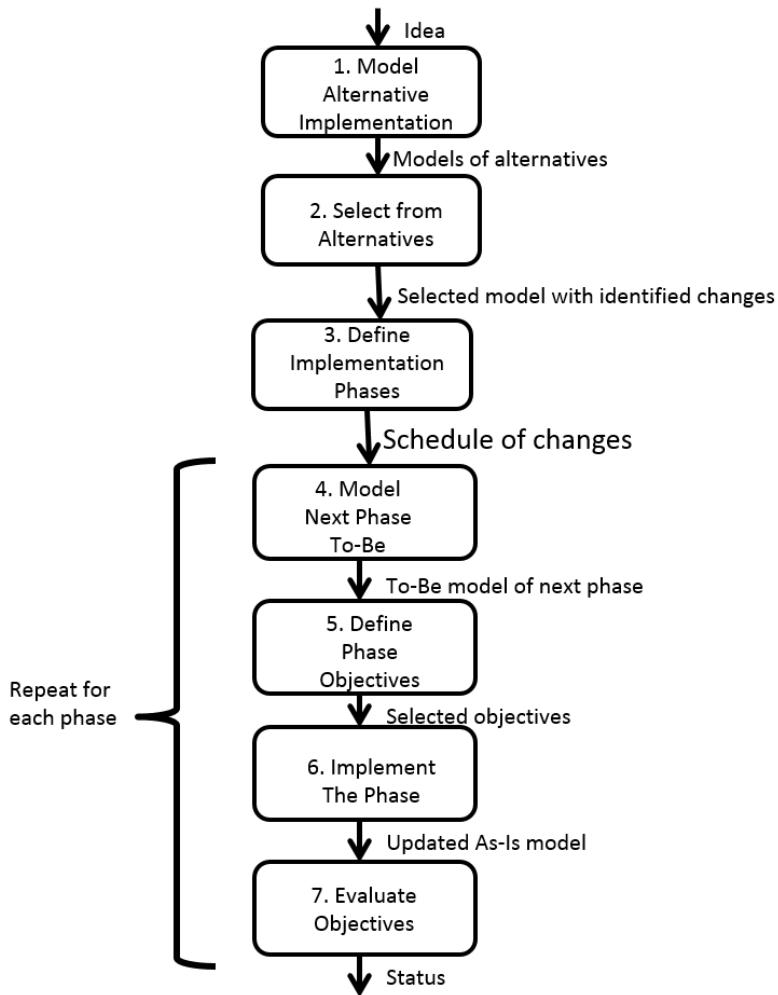 Idea
1. Model
Alternative
Implementation
Models of alternatives
2. Select from
Alternatives
Selected model with identified changes
3. Define
Implementation
Phases
Schedule of changes
4. Model
Next Phase
To-Be
To-Be model of next phase
5. Define
Phase
Objectives
Repeat for
each phase
Selected objectives
6. Implement
The Phase
Updated As-Is model
7. Evaluate
Objectives
Status